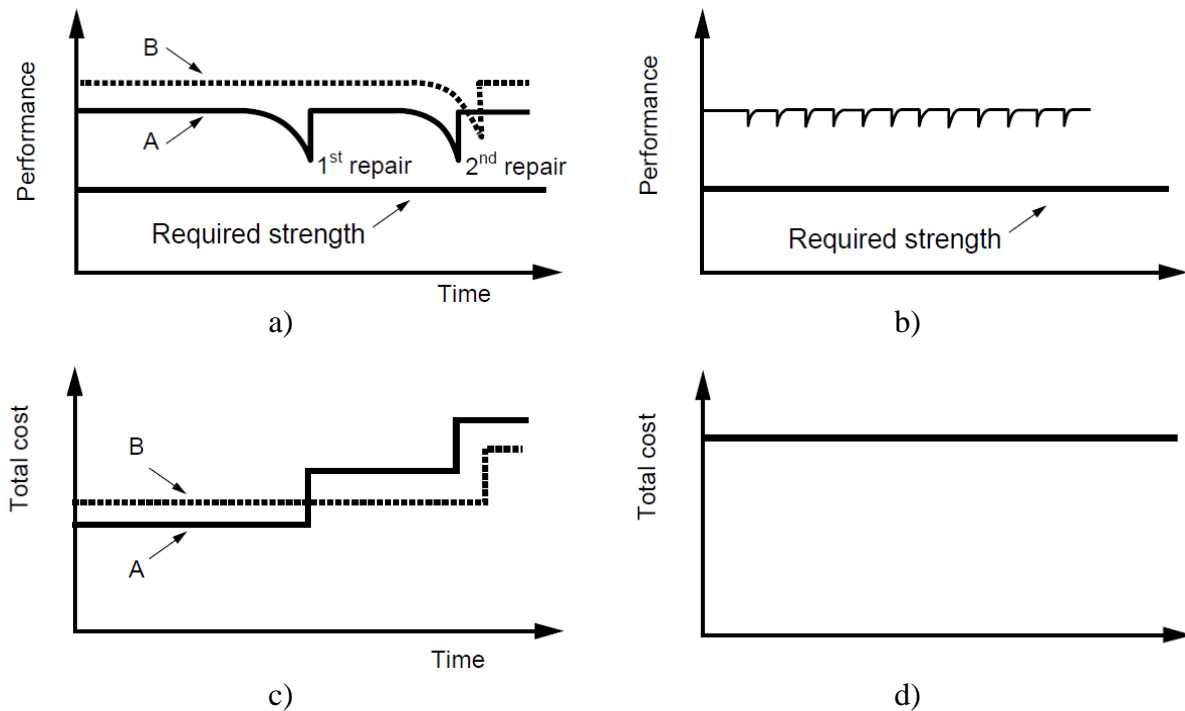 Performance
B
A
1st repair
2nd repair
Required strength
Time
a)
Performance
Required strength
b)
Total cost
B
A
Time
c)
Total cost
d)